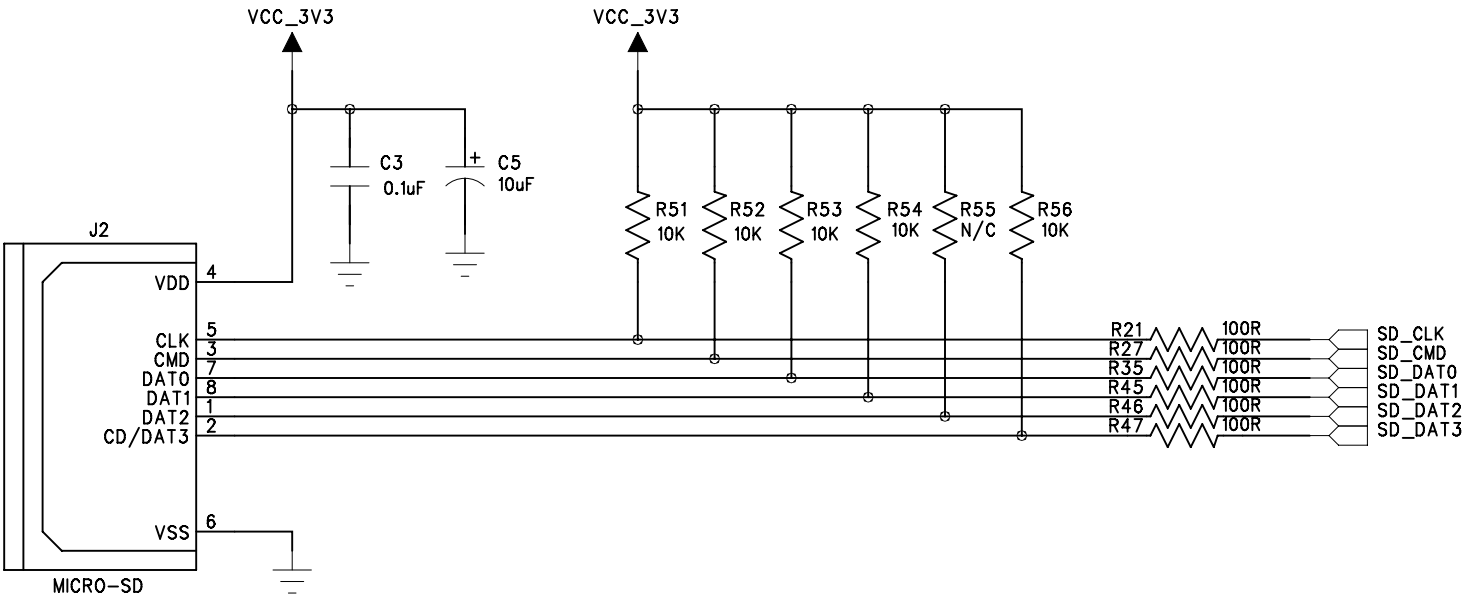 VCC_3V3
VCC_3V3
C3
0.1uF
+
C5
10uF
R51
10K
R52
10K
R53
10K
R54
10K
R55
N/C
R56
10K
J2
VDD
4
CLK
5
CMD
3
DAT0
7
DAT1
8
DAT2
1
CD/DAT3
2
VSS
6
MICRO-SD
R21
100R
SD_CLK
R27
100R
SD_CMD
R35
100R
SD_DAT0
R45
100R
SD_DAT1
R46
100R
SD_DAT2
R47
100R
SD_DAT3